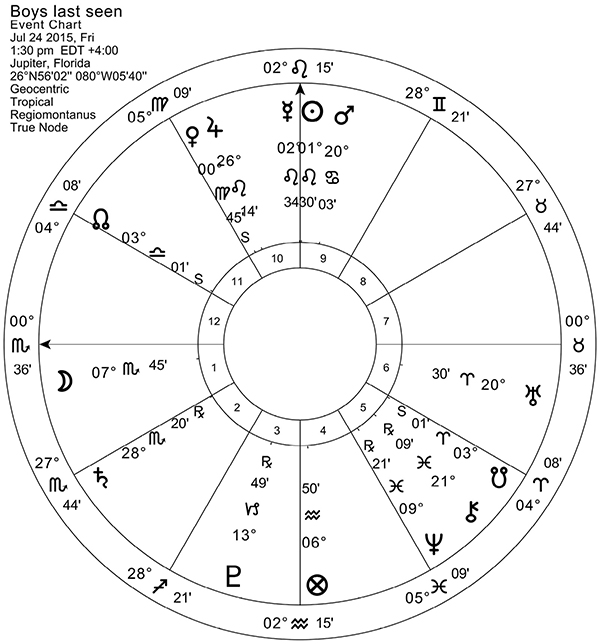 Boys last seen
Event Chart
Jul 24 2015, Fri
1:30 pm EDT +4:00
Jupiter, Florida
26°N56'02" 080°W05'40"
Geocentric
Tropical
Regiomontanus
True Node
02° ♌ 15'
05° ♍ 09'
28° ♊ 21'
08' ♎ 04°
27° ♉ 44'
00° ♏ 36'
00° ♉ 36'
27° ♏ 44'
08' ♈ 04°
28° ♐ 21'
02° ♒ 15'
05° ♓ 09'
☿ 02° ♌ 34'
☉ 01° ♌ 30'
♂ 20° ♋ 03'
♀ 00° ♍ 45' S
♃ 26° ♌ 14'
☊ 03° ♎ 01' S
☽ 07° ♏ 45'
♄ 28° ♏ 20' ℞
♇ 13° ♑ 49' ℞
⊗ 06° ♒ 50'
♆ 09° ♓ 21' ℞
⚷ 21° ♓ 09' ℞
☋ 03° ♈ 01' S
♅ 20° ♈ 30'
1
2
3
4
5
6
7
8
9
10
11
12